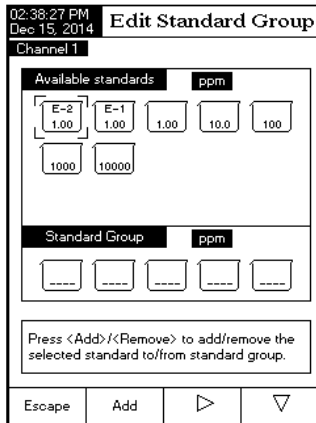 02:38:27 PM
Dec 15, 2014
Edit Standard Group
Channel 1
Available standards ppm
E-2 E-1
1.00 1.00 1.00 10.0 100
1000 10000
Standard Group ppm
---- ---- ---- ---- ----
Press <Add>/<Remove> to add/remove the
selected standard to/from standard group.
Escape Add